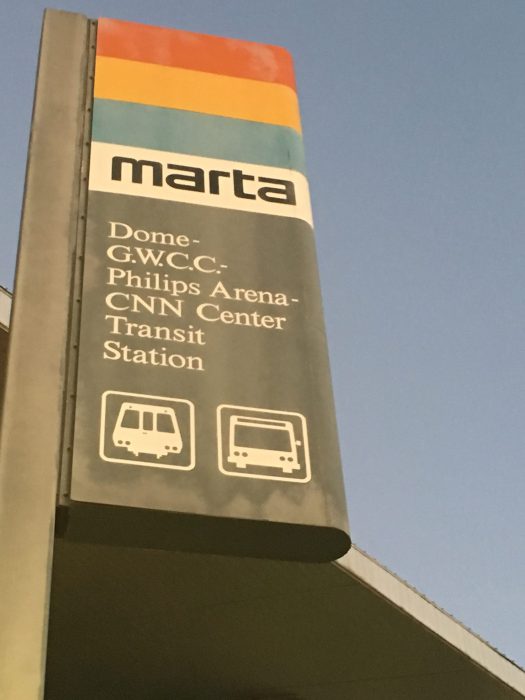 marta
Dome-
G.W.C.C.-
Philips Arena-
CNN Center
Transit
Station